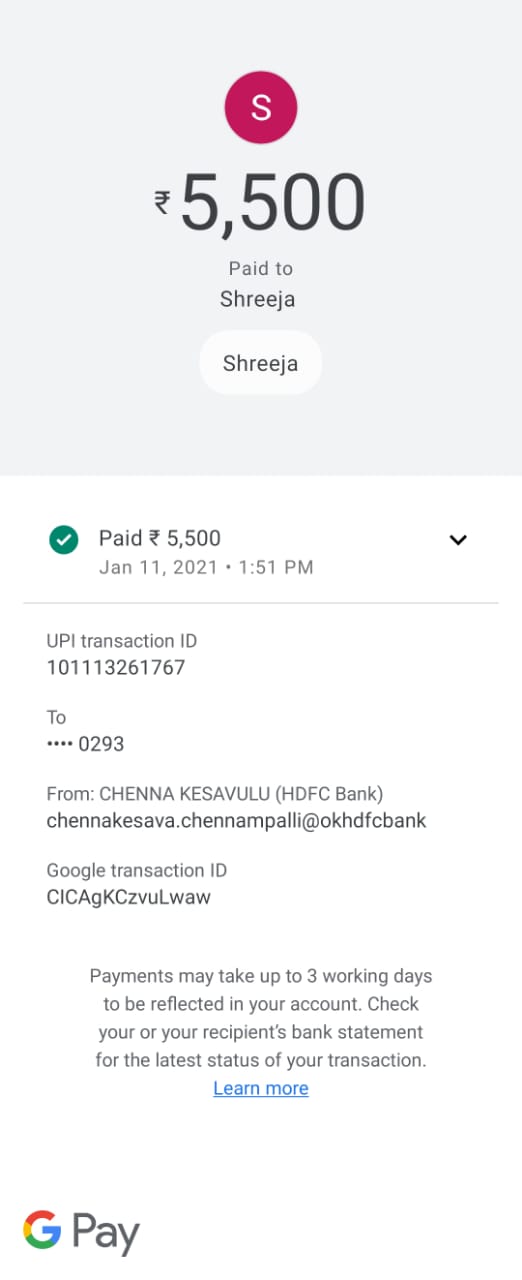 S
₹5,500
Paid to
Shreeja
Shreeja
Paid ₹ 5,500
Jan 11, 2021 • 1:51 PM
UPI transaction ID
101113261767
To
•••• 0293
From: CHENNA KESAVULU (HDFC Bank)
chennakesava.chennampalli@okhdfcbank
Google transaction ID
CICAgKCzvuLwaw
Payments may take up to 3 working days
to be reflected in your account. Check
your or your recipient's bank statement
for the latest status of your transaction.
Learn more
G Pay